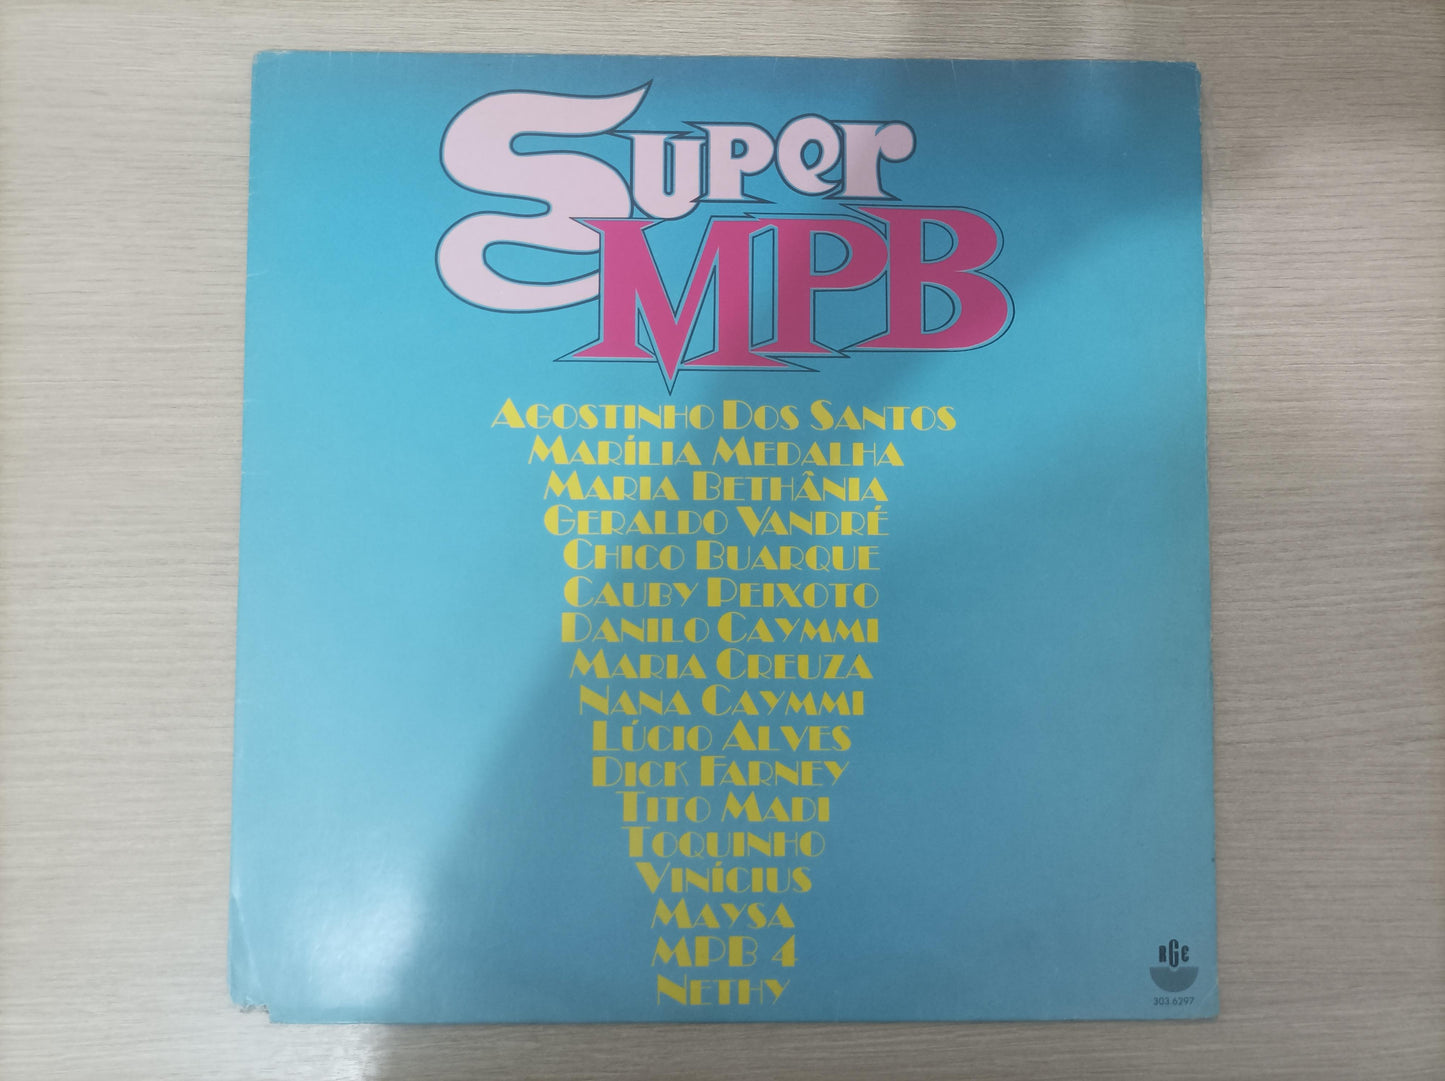 Super
MPB
Agostinho Dos Santos
Marília Medalha
Maria Bethânia
Geraldo Vandré
Chico Buarque
Cauby Peixoto
Danilo Caymmi
Maria Creuza
Nana Caymmi
Lúcio Alves
Dick Farney
Tito Madi
Toquinho
Vinícius
Maysa
MPB 4
Nethy
RGE
303.6297